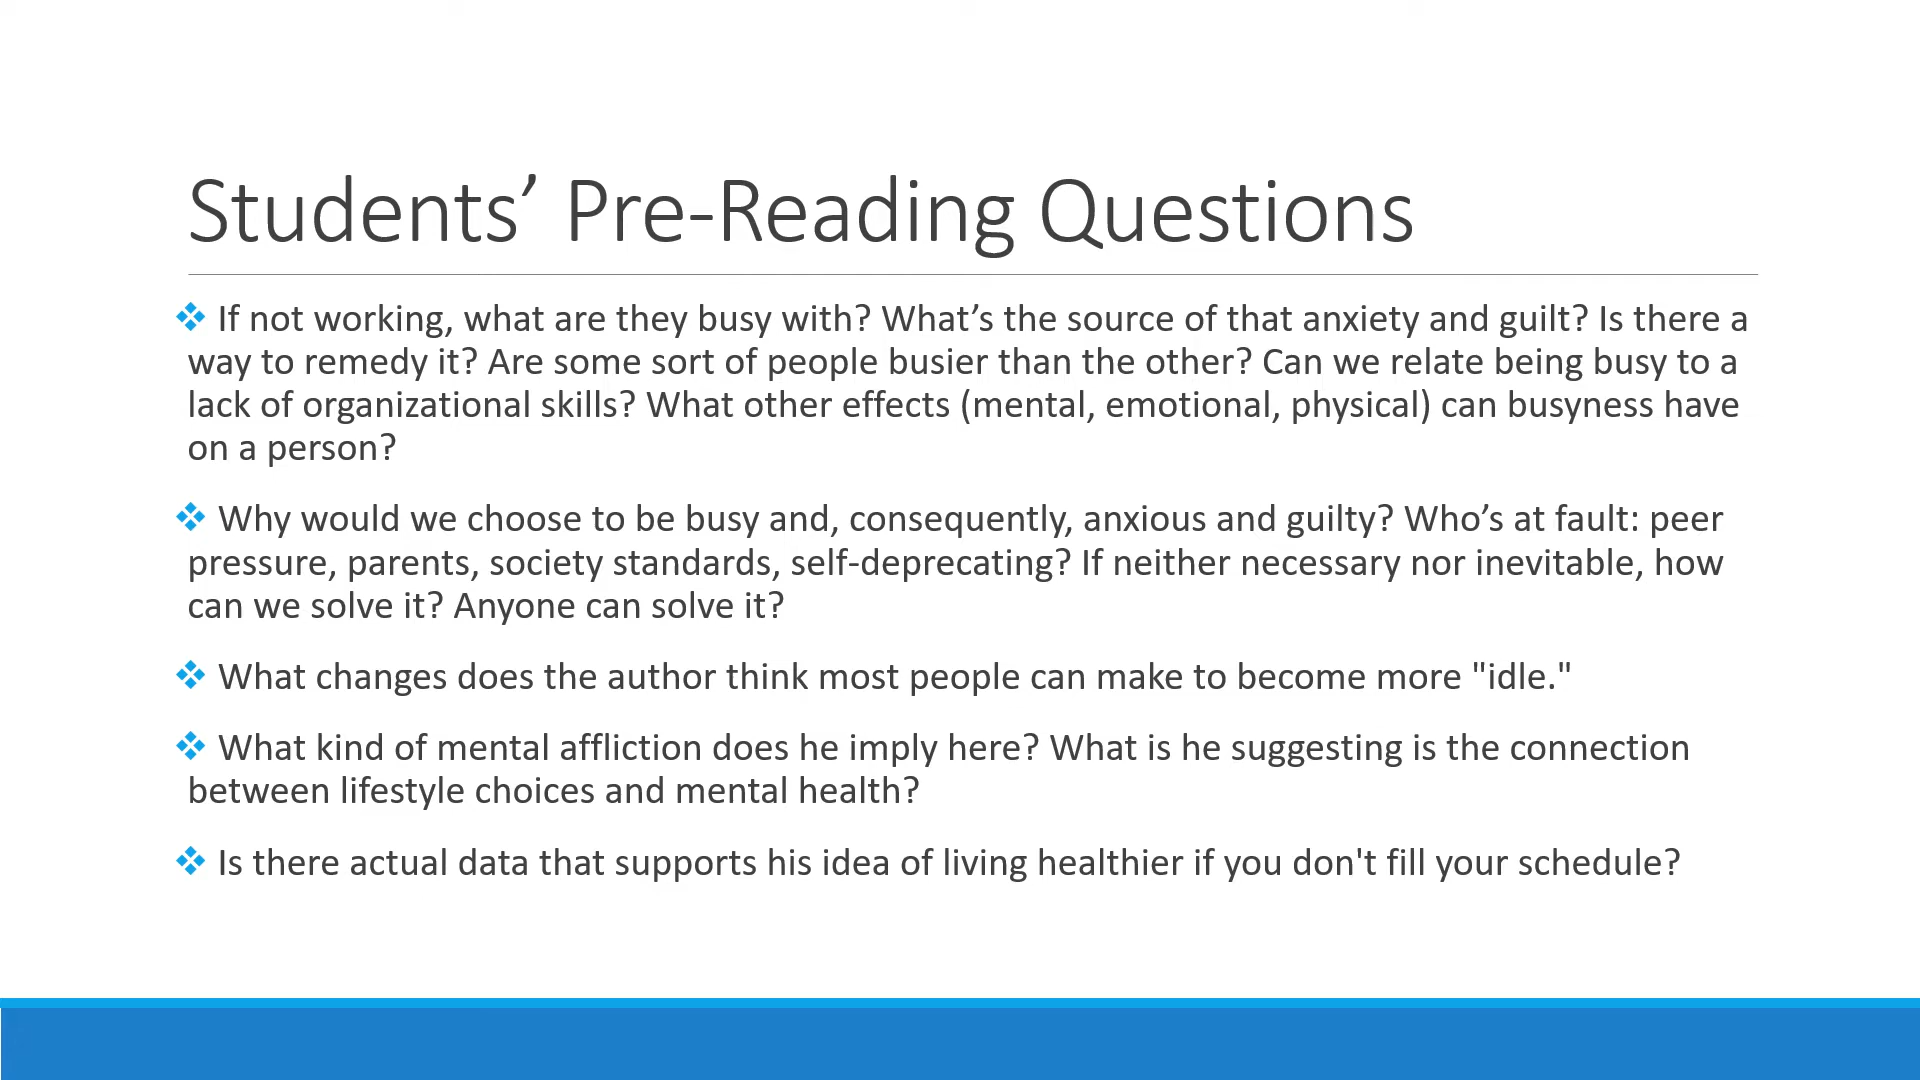 Students’ Pre-Reading Questions
❖ If not working, what are they busy with? What’s the source of that anxiety and guilt? Is there a
way to remedy it? Are some sort of people busier than the other? Can we relate being busy to a
lack of organizational skills? What other effects (mental, emotional, physical) can busyness have
on a person?
❖ Why would we choose to be busy and, consequently, anxious and guilty? Who’s at fault: peer
pressure, parents, society standards, self-deprecating? If neither necessary nor inevitable, how
can we solve it? Anyone can solve it?
❖ What changes does the author think most people can make to become more "idle."
❖ What kind of mental affliction does he imply here? What is he suggesting is the connection
between lifestyle choices and mental health?
❖ Is there actual data that supports his idea of living healthier if you don't fill your schedule?